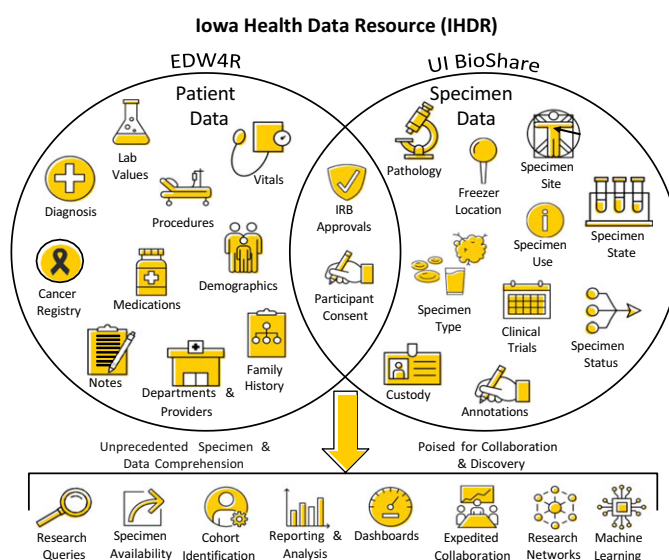 Iowa Health Data Resource (IHDR)
EDW4R
UI BioShare
Patient
Data
Specimen
Data
Lab
Values
Vitals
Diagnosis
Procedures
Cancer
Registry
Medications
Demographics
Notes
Departments &
Providers
Family
History
IRB
Approvals
Participant
Consent
Pathology
Freezer
Location
Specimen
Site
Specimen
Use
Specimen
State
Specimen
Type
Clinical
Trials
Specimen
Status
Custody
Annotations
Unprecedented Specimen &
Data Comprehension
Poised for Collaboration
& Discovery
Research
Queries
Specimen
Availability
Cohort
Identification
Reporting &
Analysis
Dashboards
Expedited
Collaboration
Research
Networks
Machine
Learning